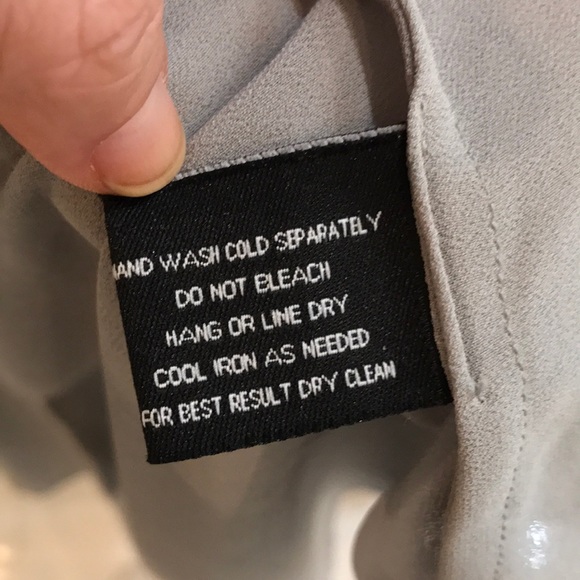 HAND WASH COLD SEPARATELY
DO NOT BLEACH
HANG OR LINE DRY
COOL IRON AS NEEDED
FOR BEST RESULT DRY CLEAN